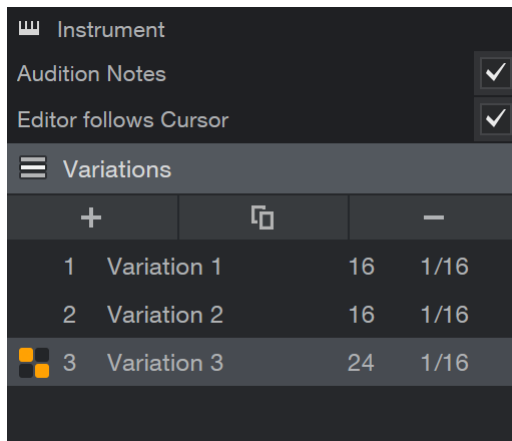 Instrument
Audition Notes
Editor follows Cursor
Variations
1 Variation 1 16 1/16
2 Variation 2 16 1/16
3 Variation 3 24 1/16